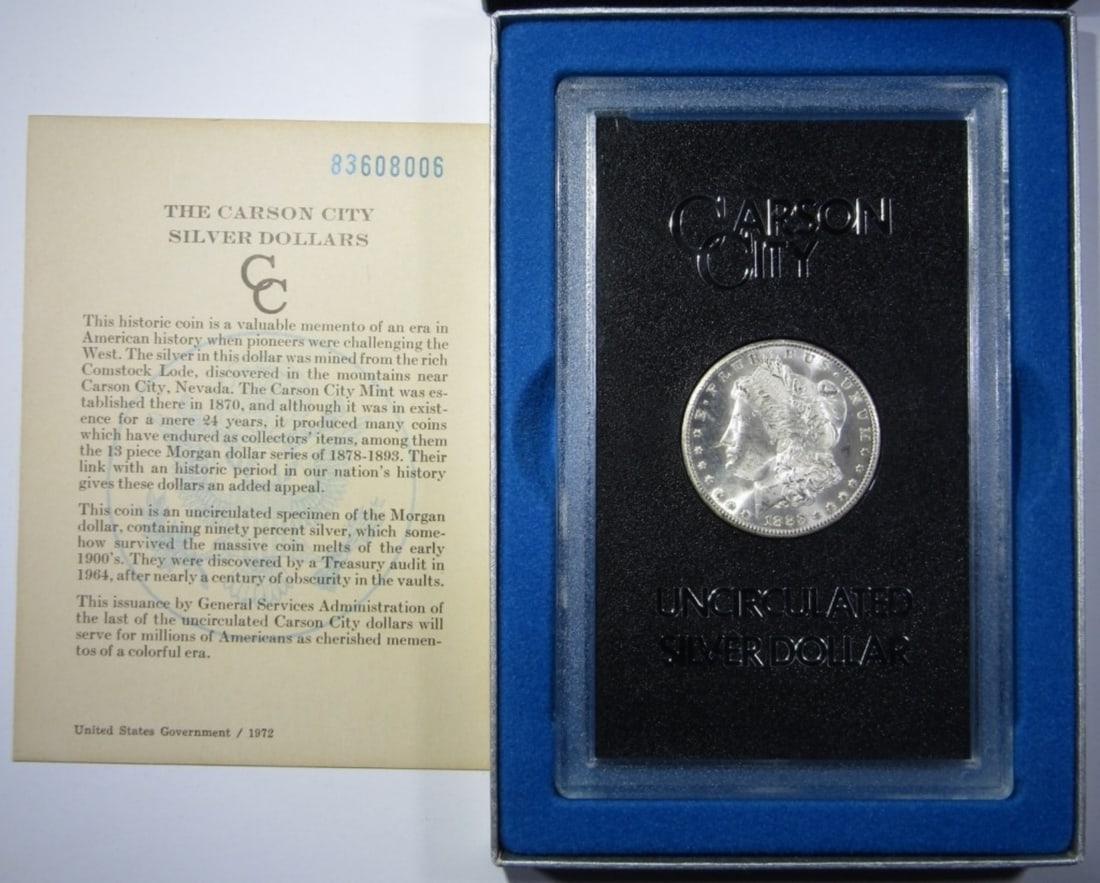 83608006
THE CARSON CITY
SILVER DOLLARS
CC
This historic coin is a valuable memento of an era in
American history when pioneers were challenging the
West. The silver in this dollar was mined from the rich
Comstock Lode, discovered in the mountains near
Carson City, Nevada. The Carson City Mint was es-
tablished there in 1870, and although it was in exist-
ence for a mere 24 years, it produced many coins
which have endured as collectors' items, among them
the 13 piece Morgan dollar series of 1878-1893. Their
link with an historic period in our nation's history
gives these dollars an added appeal.
This coin is an uncirculated specimen of the Morgan
dollar, containing ninety percent silver, which some-
how survived the massive coin melts of the early
1900's. They were discovered by a Treasury audit in
1964, after nearly a century of obscurity in the vaults.
This issuance by General Services Administration of
the last of the uncirculated Carson City dollars will
serve for millions of Americans as cherished memen-
tos of a colorful era.
United States Government / 1972
CARSON
CITY
E·PLURIBUS·UNUM
UNCIRCULATED
SILVER DOLLAR